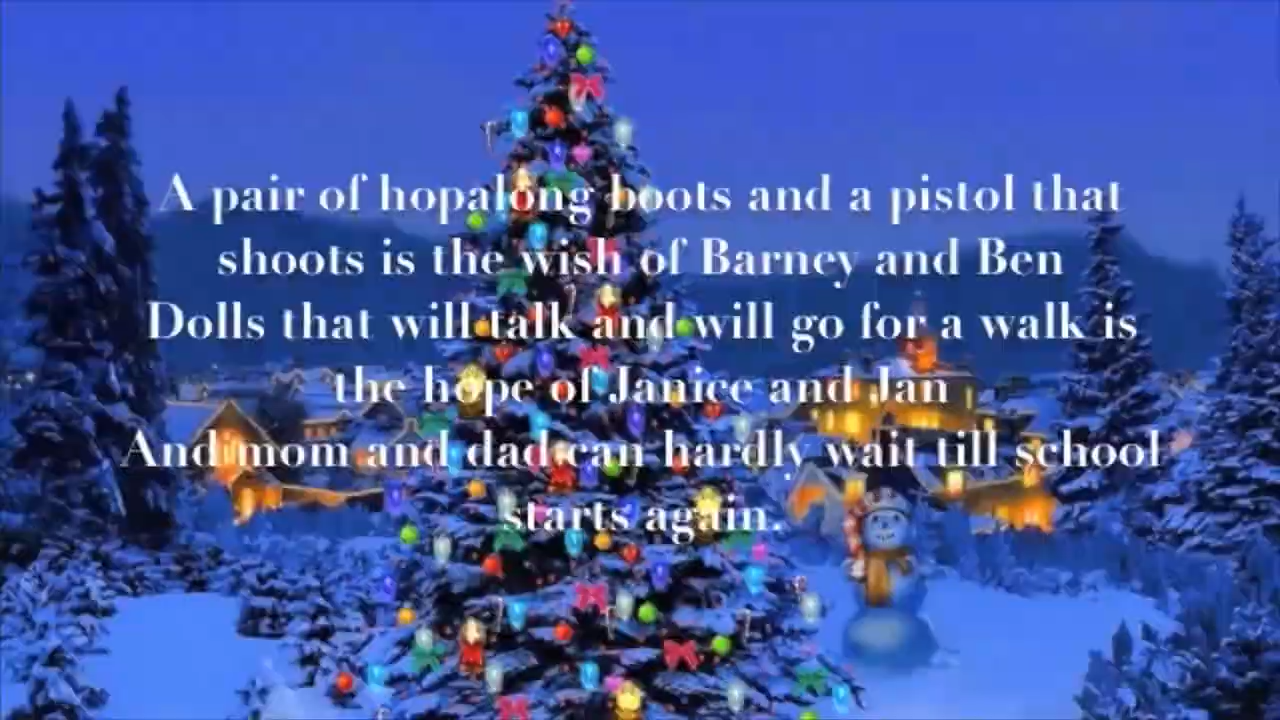 A pair of hopalong boots and a pistol that
shoots is the wish of Barney and Ben
Dolls that will talk and will go for a walk is
the hope of Janice and Jan
And mom and dad can hardly wait till school
starts again.